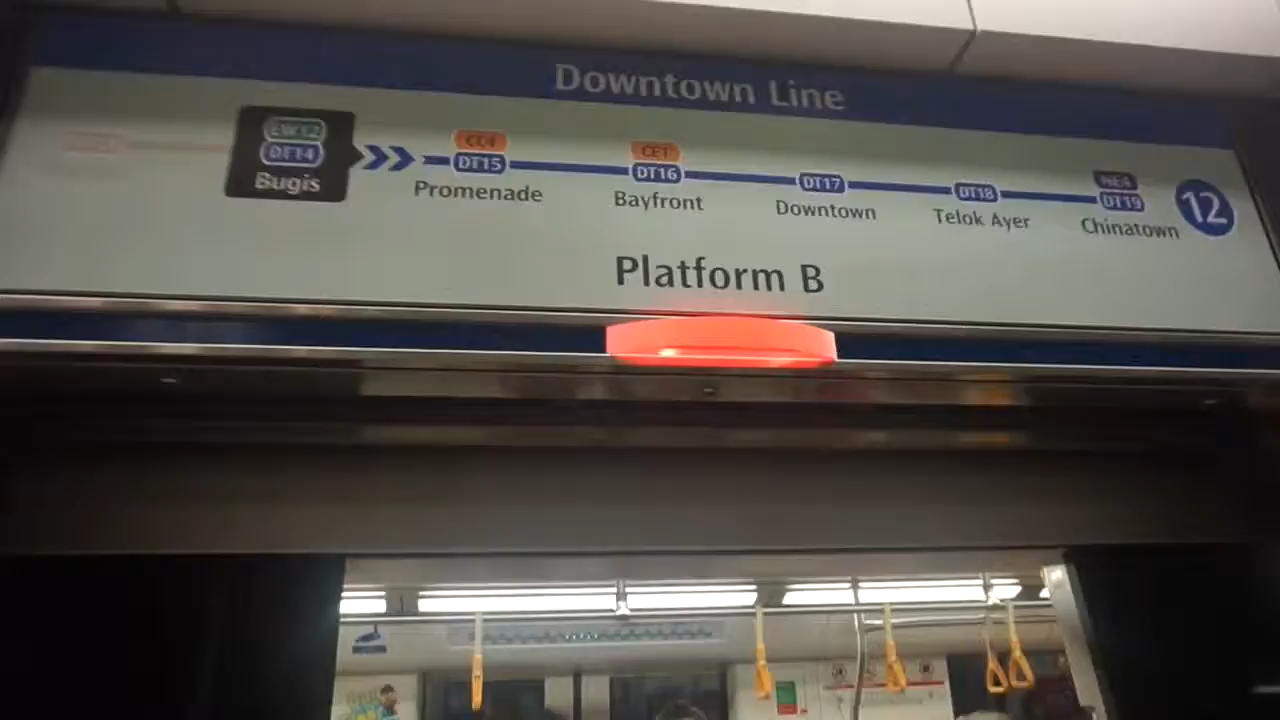 Downtown Line
EW12 CC4 CE1 NE4
DT14 DT15 DT16 DT17 DT18 DT19 12
Bugis Promenade Bayfront Downtown Telok Ayer Chinatown
Platform B